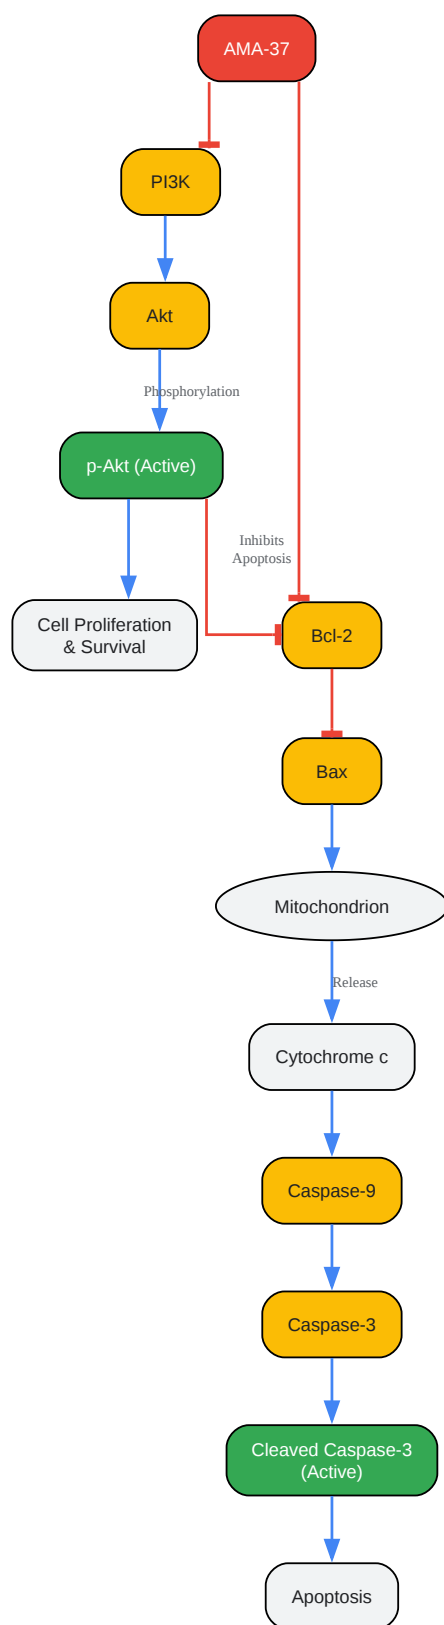 AMA-37
PI3K
Akt
Phosphorylation
p-Akt (Active)
Inhibits
Apoptosis
Cell Proliferation
& Survival
Bcl-2
Bax
Mitochondrion
Release
Cytochrome c
Caspase-9
Caspase-3
Cleaved Caspase-3
(Active)
Apoptosis